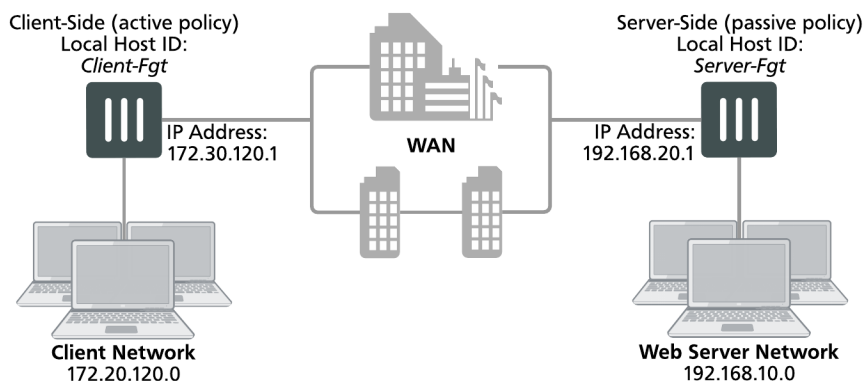 Client-Side (active policy)
Local Host ID:
Client-Fgt
IP Address:
172.30.120.1
Client Network
172.20.120.0
WAN
Server-Side (passive policy)
Local Host ID:
Server-Fgt
IP Address:
192.168.20.1
Web Server Network
192.168.10.0